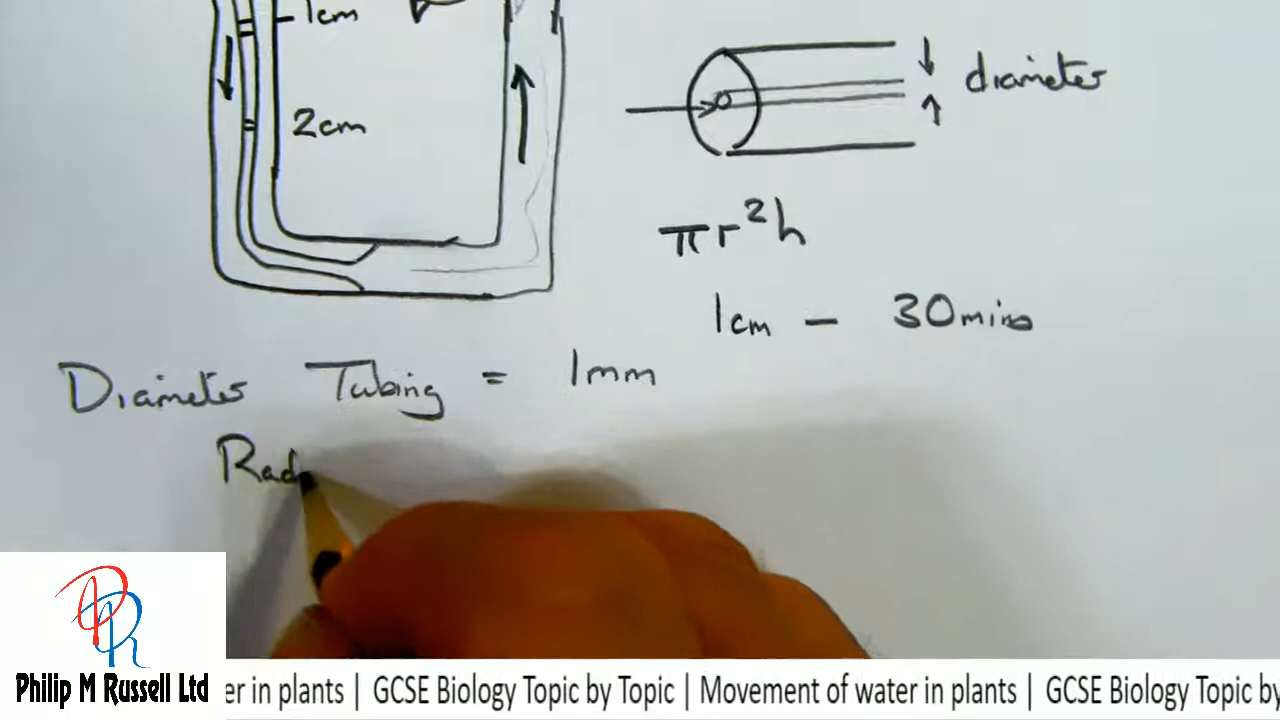 1cm
2cm
diameter
πr²h
1cm – 30mins
Diameter Tubing = 1mm
Rad
Philip M Russell Ltd
er in plants | GCSE Biology Topic by Topic | Movement of water in plants | GCSE Biology Topic by